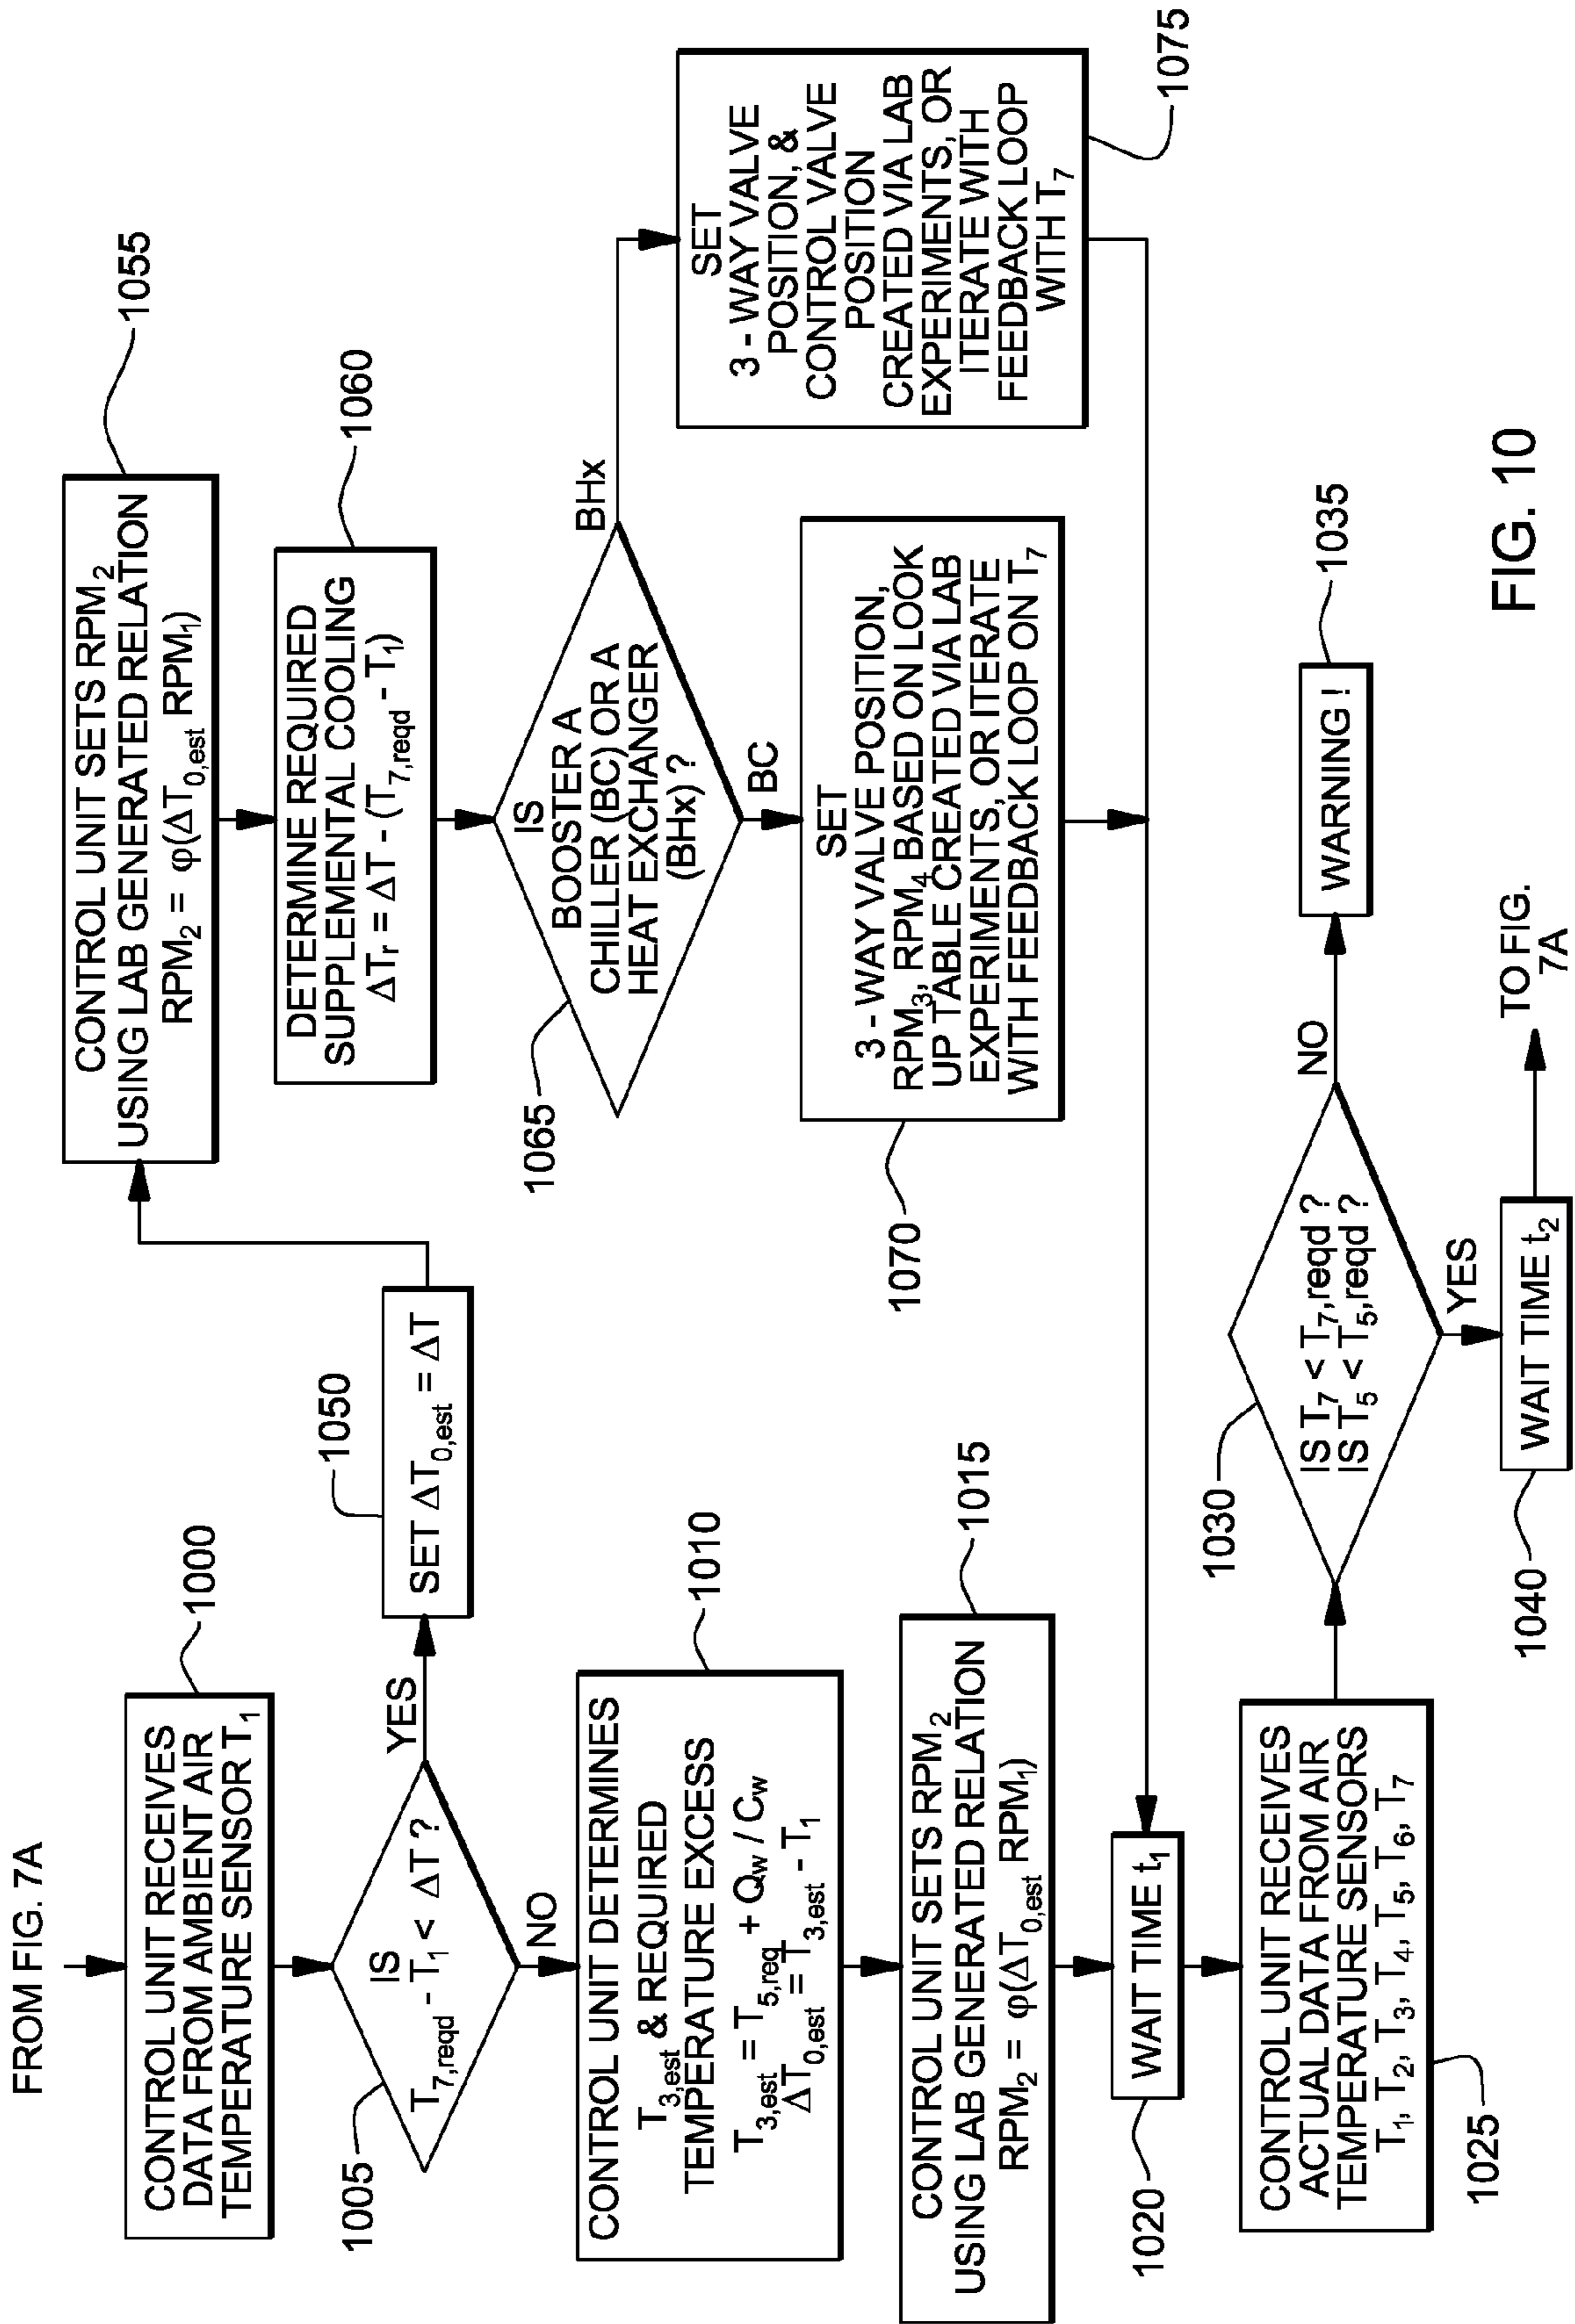 FROM FIG. 7A
1000
CONTROL UNIT RECEIVES
DATA FROM AMBIENT AIR
TEMPERATURE SENSOR T₁
1005
IS
T₇,reqd - T₁ < ΔT ?
YES
NO
1050
SET ΔT₀,est = ΔT
1010
CONTROL UNIT DETERMINES
T₃,est & REQUIRED
TEMPERATURE EXCESS
T₃,est = T₅,req + Qw / Cw
ΔT₀,est = T₃,est - T₁
1015
CONTROL UNIT SETS RPM₂
USING LAB GENERATED RELATION
RPM₂ = φ(ΔT₀,est RPM₁)
1020
WAIT TIME t₁
1025
CONTROL UNIT RECEIVES
ACTUAL DATA FROM AIR
TEMPERATURE SENSORS
T₁, T₂, T₃, T₄, T₅, T₆, T₇
1055
CONTROL UNIT SETS RPM₂
USING LAB GENERATED RELATION
RPM₂ = φ(ΔT₀,est RPM₁)
1060
DETERMINE REQUIRED
SUPPLEMENTAL COOLING
ΔTr = ΔT - (T₇,reqd - T₁)
1065
IS
BOOSTER A
CHILLER (BC) OR A
HEAT EXCHANGER
(BHx) ?
BHx
BC
1070
SET
3 - WAY VALVE POSITION,
RPM₃, RPM₄ BASED ON LOOK
UP TABLE CREATED VIA LAB
EXPERIMENTS, OR ITERATE
WITH FEEDBACK LOOP ON T₇
1075
SET
3 - WAY VALVE
POSITION, &
CONTROL VALVE
POSITION
CREATED VIA LAB
EXPERIMENTS, OR
ITERATE WITH
FEEDBACK LOOP
WITH T₇
1030
IS T₇ < T₇,reqd ?
IS T₅ < T₅,reqd ?
NO
YES
1035
WARNING !
1040
WAIT TIME t₂
TO FIG.
7A
FIG. 10